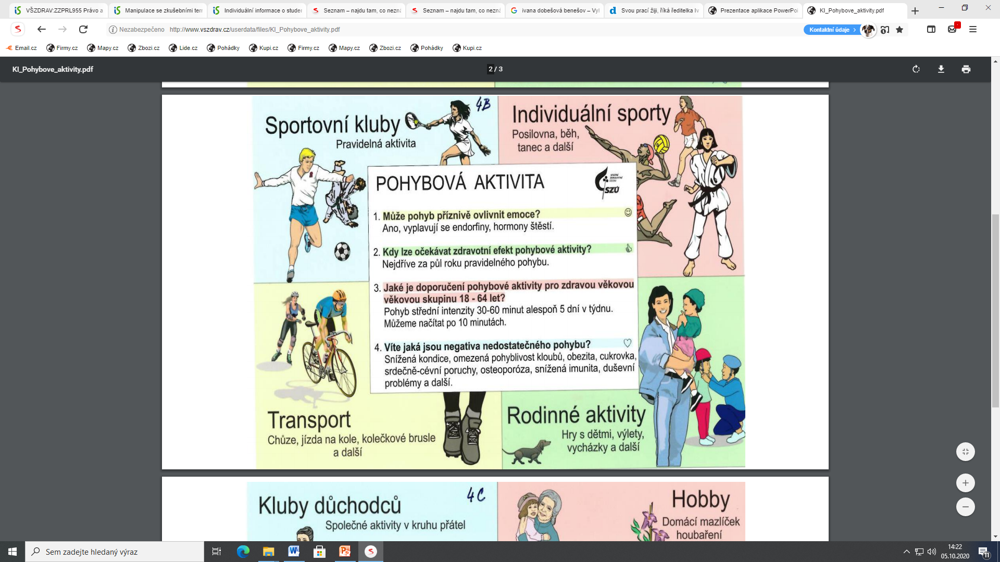 VŠZDRAV:ZZPRL955 Právo a
Manipulace se zkušebními terr
Individuální informace o studer
Seznam – najdu tam, co nezná
Seznam – najdu tam, co nezná
ivana dobešová benešov – Vyl
Svou prací žiji, říká ředitelka Iv
Prezentace aplikace PowerPoi
KI_Pohybove_aktivity.pdf
Nezabezpečeno http://www.vszdrav.cz/userdata/files/KI_Pohybove_aktivity.pdf
Kontaktní údaje
Email.cz Firmy.cz Mapy.cz Zbozi.cz Lide.cz Pohádky Kupi.cz Firmy.cz Mapy.cz Zbozi.cz Pohádky Kupi.cz
KI_Pohybove_aktivity.pdf
2 / 3
4B
Sportovní kluby
Pravidelná aktivita
Individuální sporty
Posilovna, běh,
tanec a další
POHYBOVÁ AKTIVITA
STÁTNÍ
ZDRAVOTNÍ
ÚSTAV
SZÚ
1. Může pohyb příznivě ovlivnit emoce?
Ano, vyplavují se endorfiny, hormony štěstí.
2. Kdy lze očekávat zdravotní efekt pohybové aktivity?
Nejdříve za půl roku pravidelného pohybu.
3. Jaké je doporučení pohybové aktivity pro zdravou věkovou
věkovou skupinu 18 - 64 let?
Pohyb střední intenzity 30-60 minut alespoň 5 dní v týdnu.
Můžeme načítat po 10 minutách.
4. Víte jaká jsou negativa nedostatečného pohybu?
Snížená kondice, omezená pohyblivost kloubů, obezita, cukrovka,
srdečně-cévní poruchy, osteoporóza, snížená imunita, duševní
problémy a další.
Transport
Chůze, jízda na kole, kolečkové brusle
a další
Rodinné aktivity
Hry s dětmi, výlety,
vycházky a další
4C
Kluby důchodců
Společné aktivity v kruhu přátel
Hobby
Domácí mazlíček
houbaření
Sem zadejte hledaný výraz
14:22
05.10.2020
11